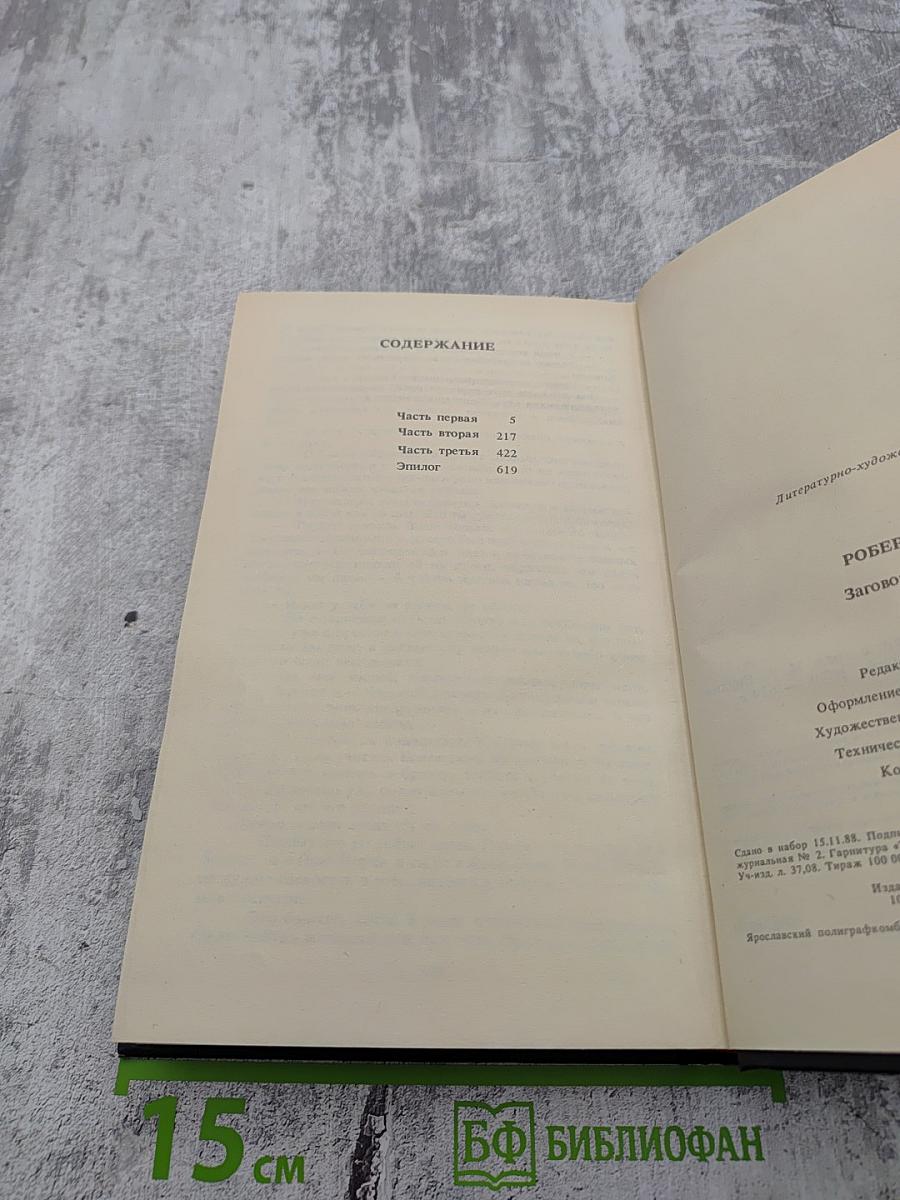 СОДЕРЖАНИЕ
Часть первая 5
Часть вторая 217
Часть третья 422
Эпилог 619
Литературно-художе
РОБЕР
Загово
Редак
Оформление
Художествен
Техничес
Ко
Сдано в набор 15.11.88. Подпи
журнальная № 2. Гарнитура «
Уч-изд. л. 37,08. Тираж 100 00
Изда
10
Ярославский полиграфкомб
15 см
БФ БИБЛИОФАН